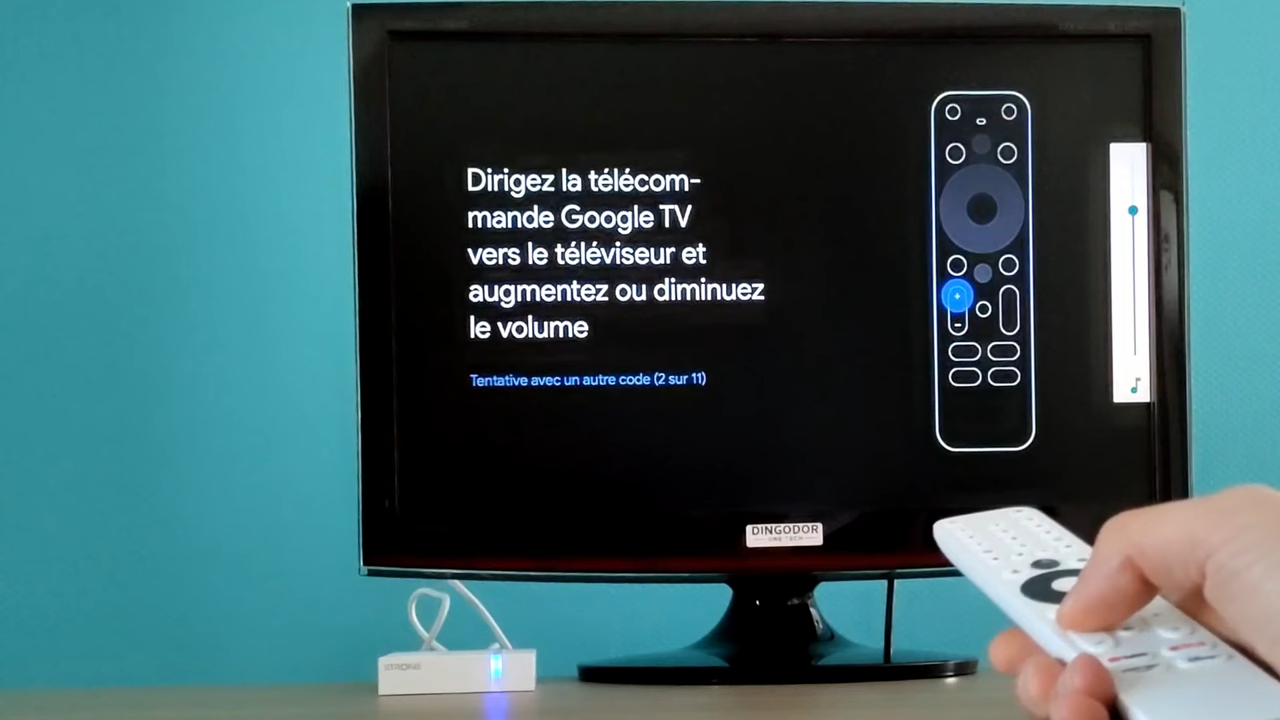 Dirigez la télécom-
mande Google TV
vers le téléviseur et
augmentez ou diminuez
le volume
Tentative avec un autre code (2 sur 11)
+
-
DINGODOR
STRONG